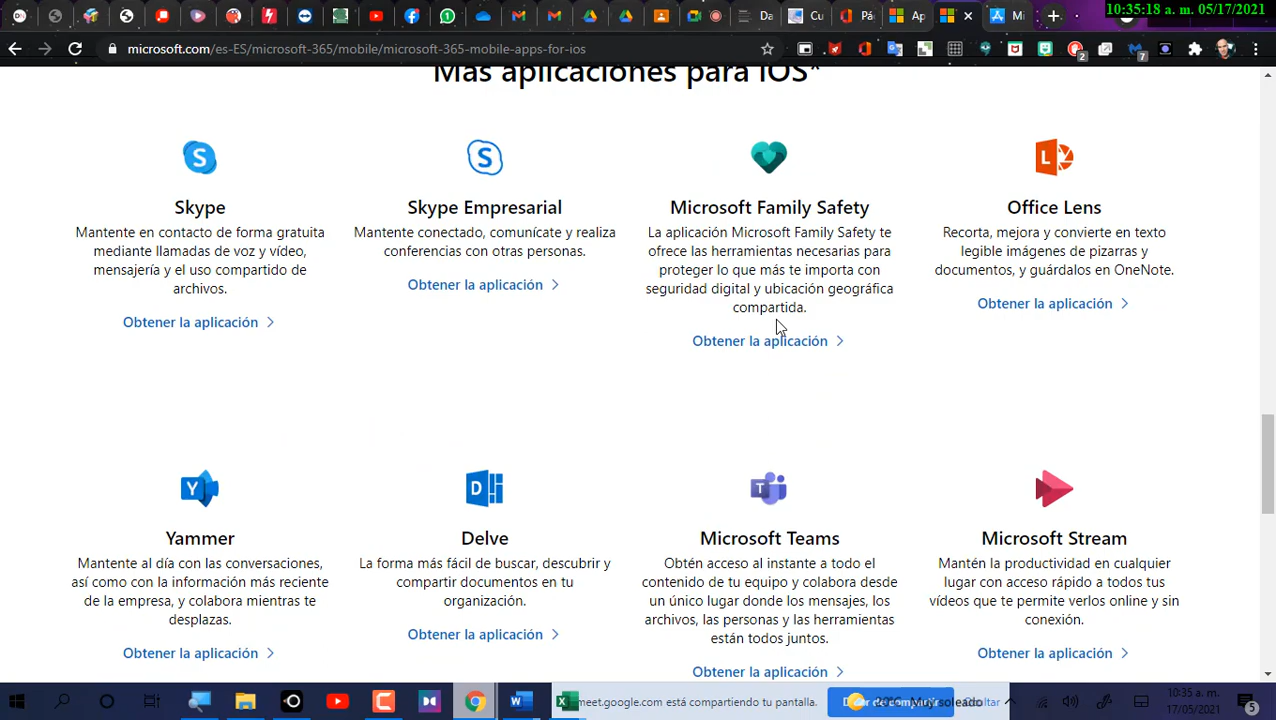 10:35:18 a. m. 05/17/2021
Da
Cu
Pá
Ap
Mi
microsoft.com/es-ES/microsoft-365/mobile/microsoft-365-mobile-apps-for-ios
2
7
Más aplicaciones para iOS*
Skype
Mantente en contacto de forma gratuita
mediante llamadas de voz y vídeo,
mensajería y el uso compartido de
archivos.
Obtener la aplicación
Skype Empresarial
Mantente conectado, comunícate y realiza
conferencias con otras personas.
Obtener la aplicación
Microsoft Family Safety
La aplicación Microsoft Family Safety te
ofrece las herramientas necesarias para
proteger lo que más te importa con
seguridad digital y ubicación geográfica
compartida.
Obtener la aplicación
Office Lens
Recorta, mejora y convierte en texto
legible imágenes de pizarras y
documentos, y guárdalos en OneNote.
Obtener la aplicación
Yammer
Mantente al día con las conversaciones,
así como con la información más reciente
de la empresa, y colabora mientras te
desplazas.
Obtener la aplicación
Delve
La forma más fácil de buscar, descubrir y
compartir documentos en tu
organización.
Obtener la aplicación
Microsoft Teams
Obtén acceso al instante a todo el
contenido de tu equipo y colabora desde
un único lugar donde los mensajes, los
archivos, las personas y las herramientas
están todos juntos.
Obtener la aplicación
Microsoft Stream
Mantén la productividad en cualquier
lugar con acceso rápido a todos tus
vídeos que te permite verlos online y sin
conexión.
Obtener la aplicación
meet.google.com está compartiendo tu pantalla.
Muy soleado
Ocultar
10:35 a. m.
17/05/2021
5